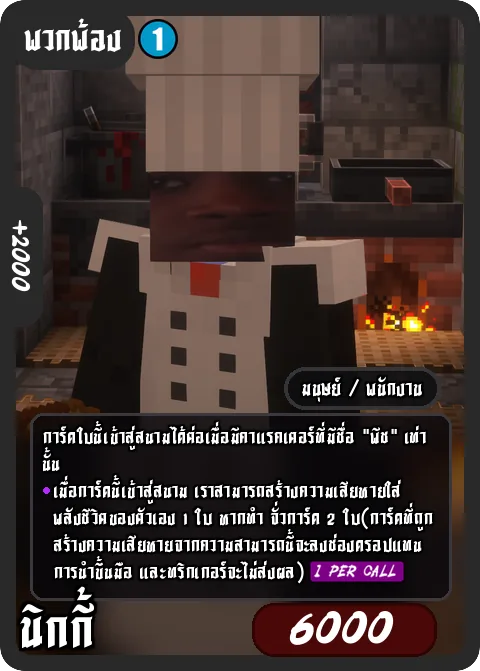 พวกพ้อง 1
+2000
มนุษย์ / พนักงาน
การ์ดใบนี้เข้าสู่สนามได้ต่อเมื่อมีคาแรคเตอร์ที่มีชื่อ "พีช" เท่า
นั้น
•เมื่อการ์ดนี้เข้าสู่สนาม เราสามารถสร้างความเสียหายใส่
พลังชีวิตของตัวเอง 1 ใบ หากทำ จั่วการ์ด 2 ใบ(การ์ดที่ถูก
สร้างความเสียหายจากความสามารถนี้จะลงช่องดรอปแทน
การนำขึ้นมือ และทริกเกอร์จะไม่ส่งผล) 1 PER CALL
นิกกี้
6000